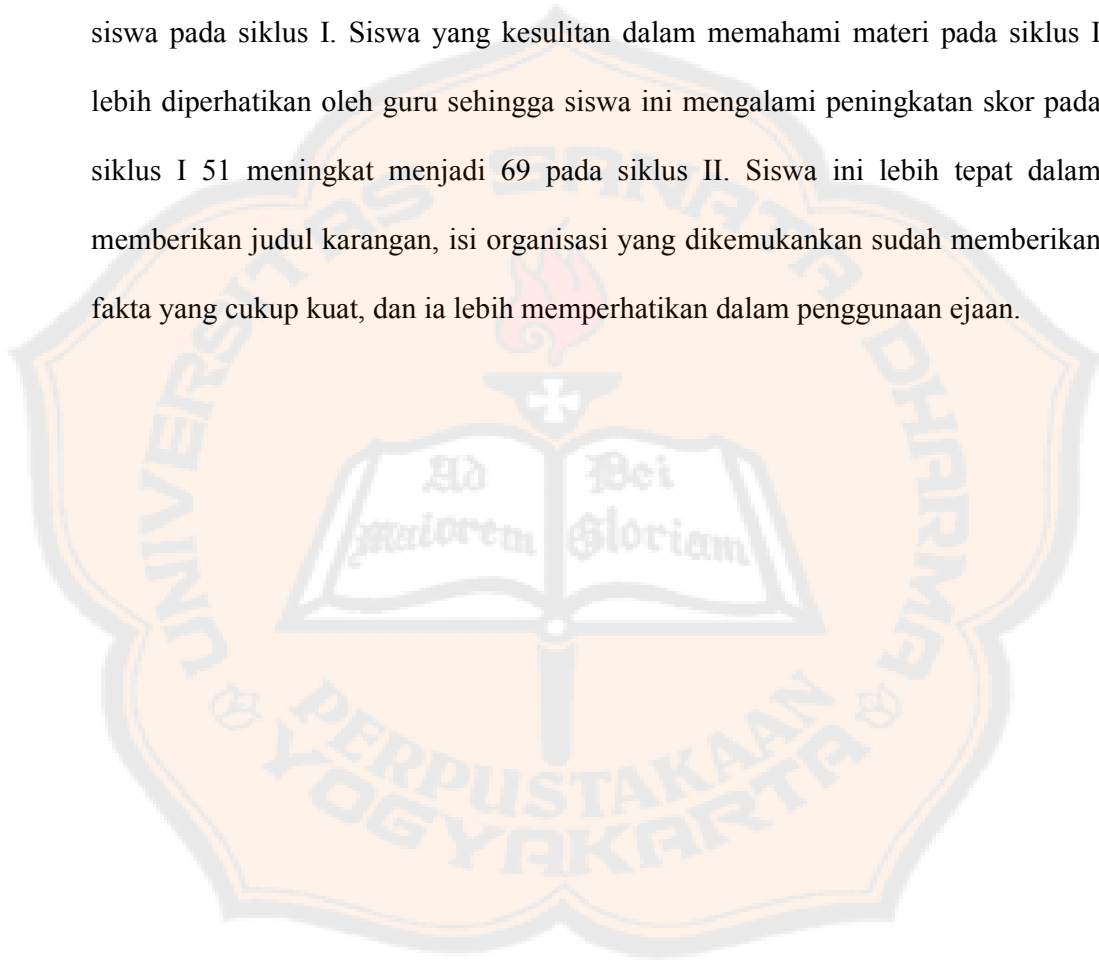 siswa pada siklus I. Siswa yang kesulitan dalam memahami materi pada siklus I
lebih diperhatikan oleh guru sehingga siswa ini mengalami peningkatan skor pada
siklus I 51 meningkat menjadi 69 pada siklus II. Siswa ini lebih tepat dalam
memberikan judul karangan, isi organisasi yang dikemukankan sudah memberikan
fakta yang cukup kuat, dan ia lebih memperhatikan dalam penggunaan ejaan.
UNIVERSITAS SANATA DHARMA
Ad Dei
Maiorem Gloriam
PERPUSTAKAAN
YOGYAKARTA